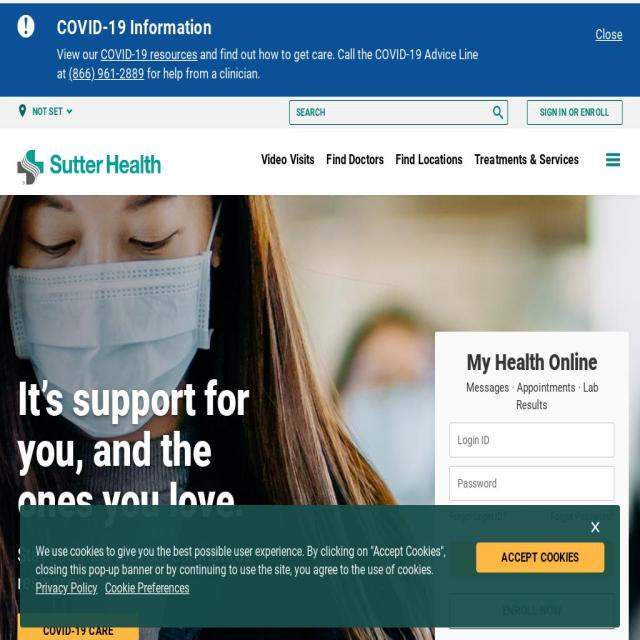 COVID-19 Information
Close
View our COVID-19 resources and find out how to get care. Call the COVID-19 Advice Line
at (866) 961-2889 for help from a clinician.
NOT SET
SEARCH
SIGN IN OR ENROLL
Sutter Health
Video Visits
Find Doctors
Find Locations
Treatments & Services
It’s support for
you, and the
ones you love.
My Health Online
Messages · Appointments · Lab
Results
Login ID
Password
Forgot Login ID?
Forgot Password?
X
We use cookies to give you the best possible user experience. By clicking on "Accept Cookies",
closing this pop-up banner or by continuing to use the site, you agree to the use of cookies.
Privacy Policy
Cookie Preferences
ACCEPT COOKIES
ENROLL NOW
COVID-19 CARE